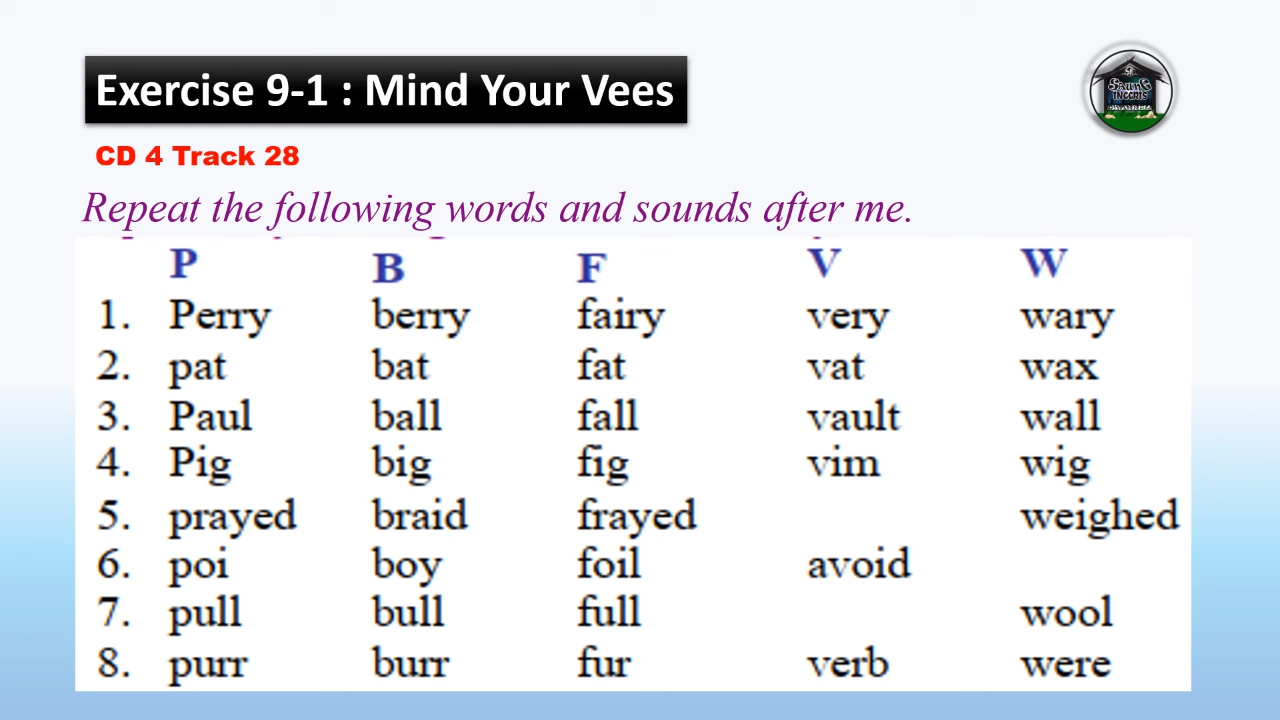 Exercise 9-1 : Mind Your Vees
SAUNG
INGGRIS
CD 4 Track 28
Repeat the following words and sounds after me.
P B F V W
1. Perry berry fairy very wary
2. pat bat fat vat wax
3. Paul ball fall vault wall
4. Pig big fig vim wig
5. prayed braid frayed weighed
6. poi boy foil avoid
7. pull bull full wool
8. purr burr fur verb were